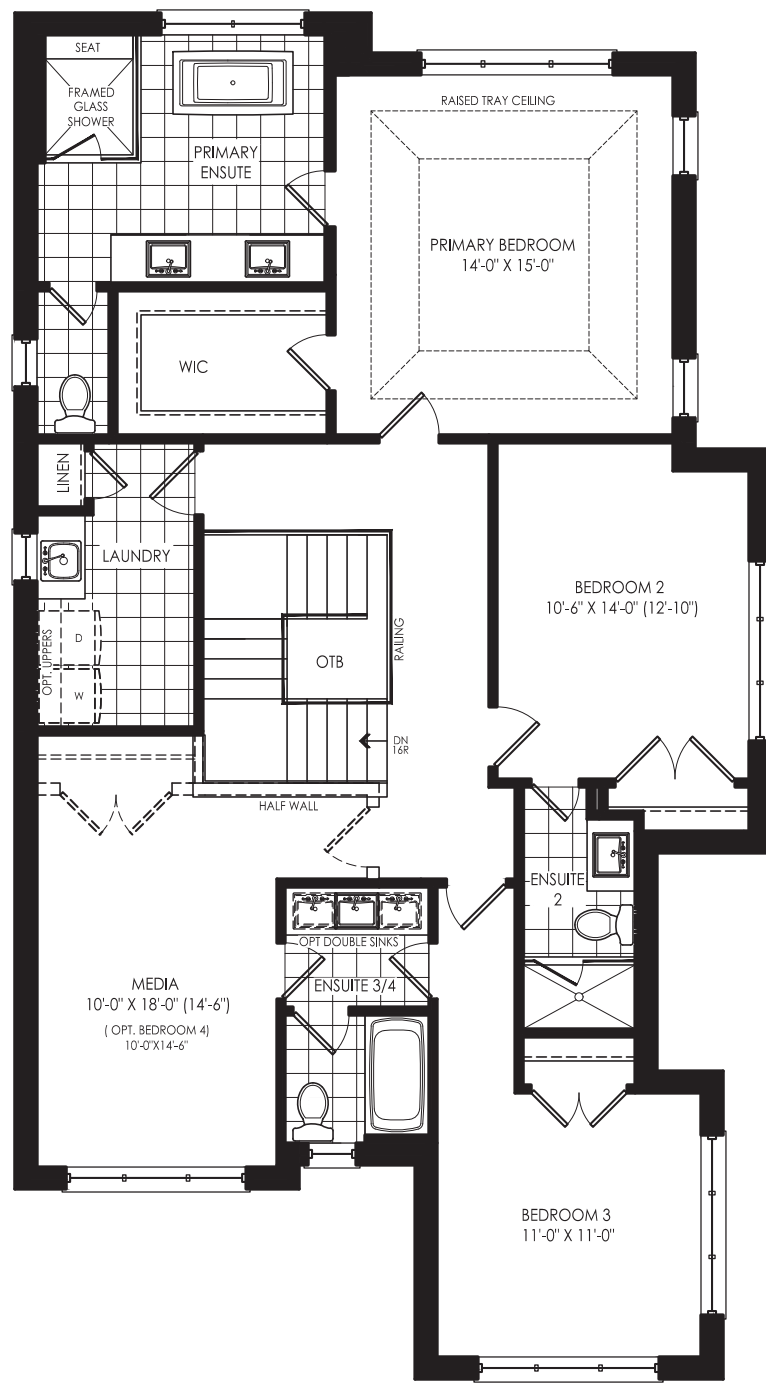 SEAT
FRAMED
GLASS
SHOWER
PRIMARY
ENSUITE
RAISED TRAY CEILING
PRIMARY BEDROOM
14'-0" X 15'-0"
WIC
LINEN
LAUNDRY
OPT. UPPERS
D
W
OTB
RAILING
DN
16R
HALF WALL
BEDROOM 2
10'-6" X 14'-0" (12'-10")
ENSUITE
2
OPT DOUBLE SINKS
ENSUITE 3/4
MEDIA
10'-0" X 18'-0" (14'-6")
( OPT. BEDROOM 4)
10'-0"X14'-6"
BEDROOM 3
11'-0" X 11'-0"